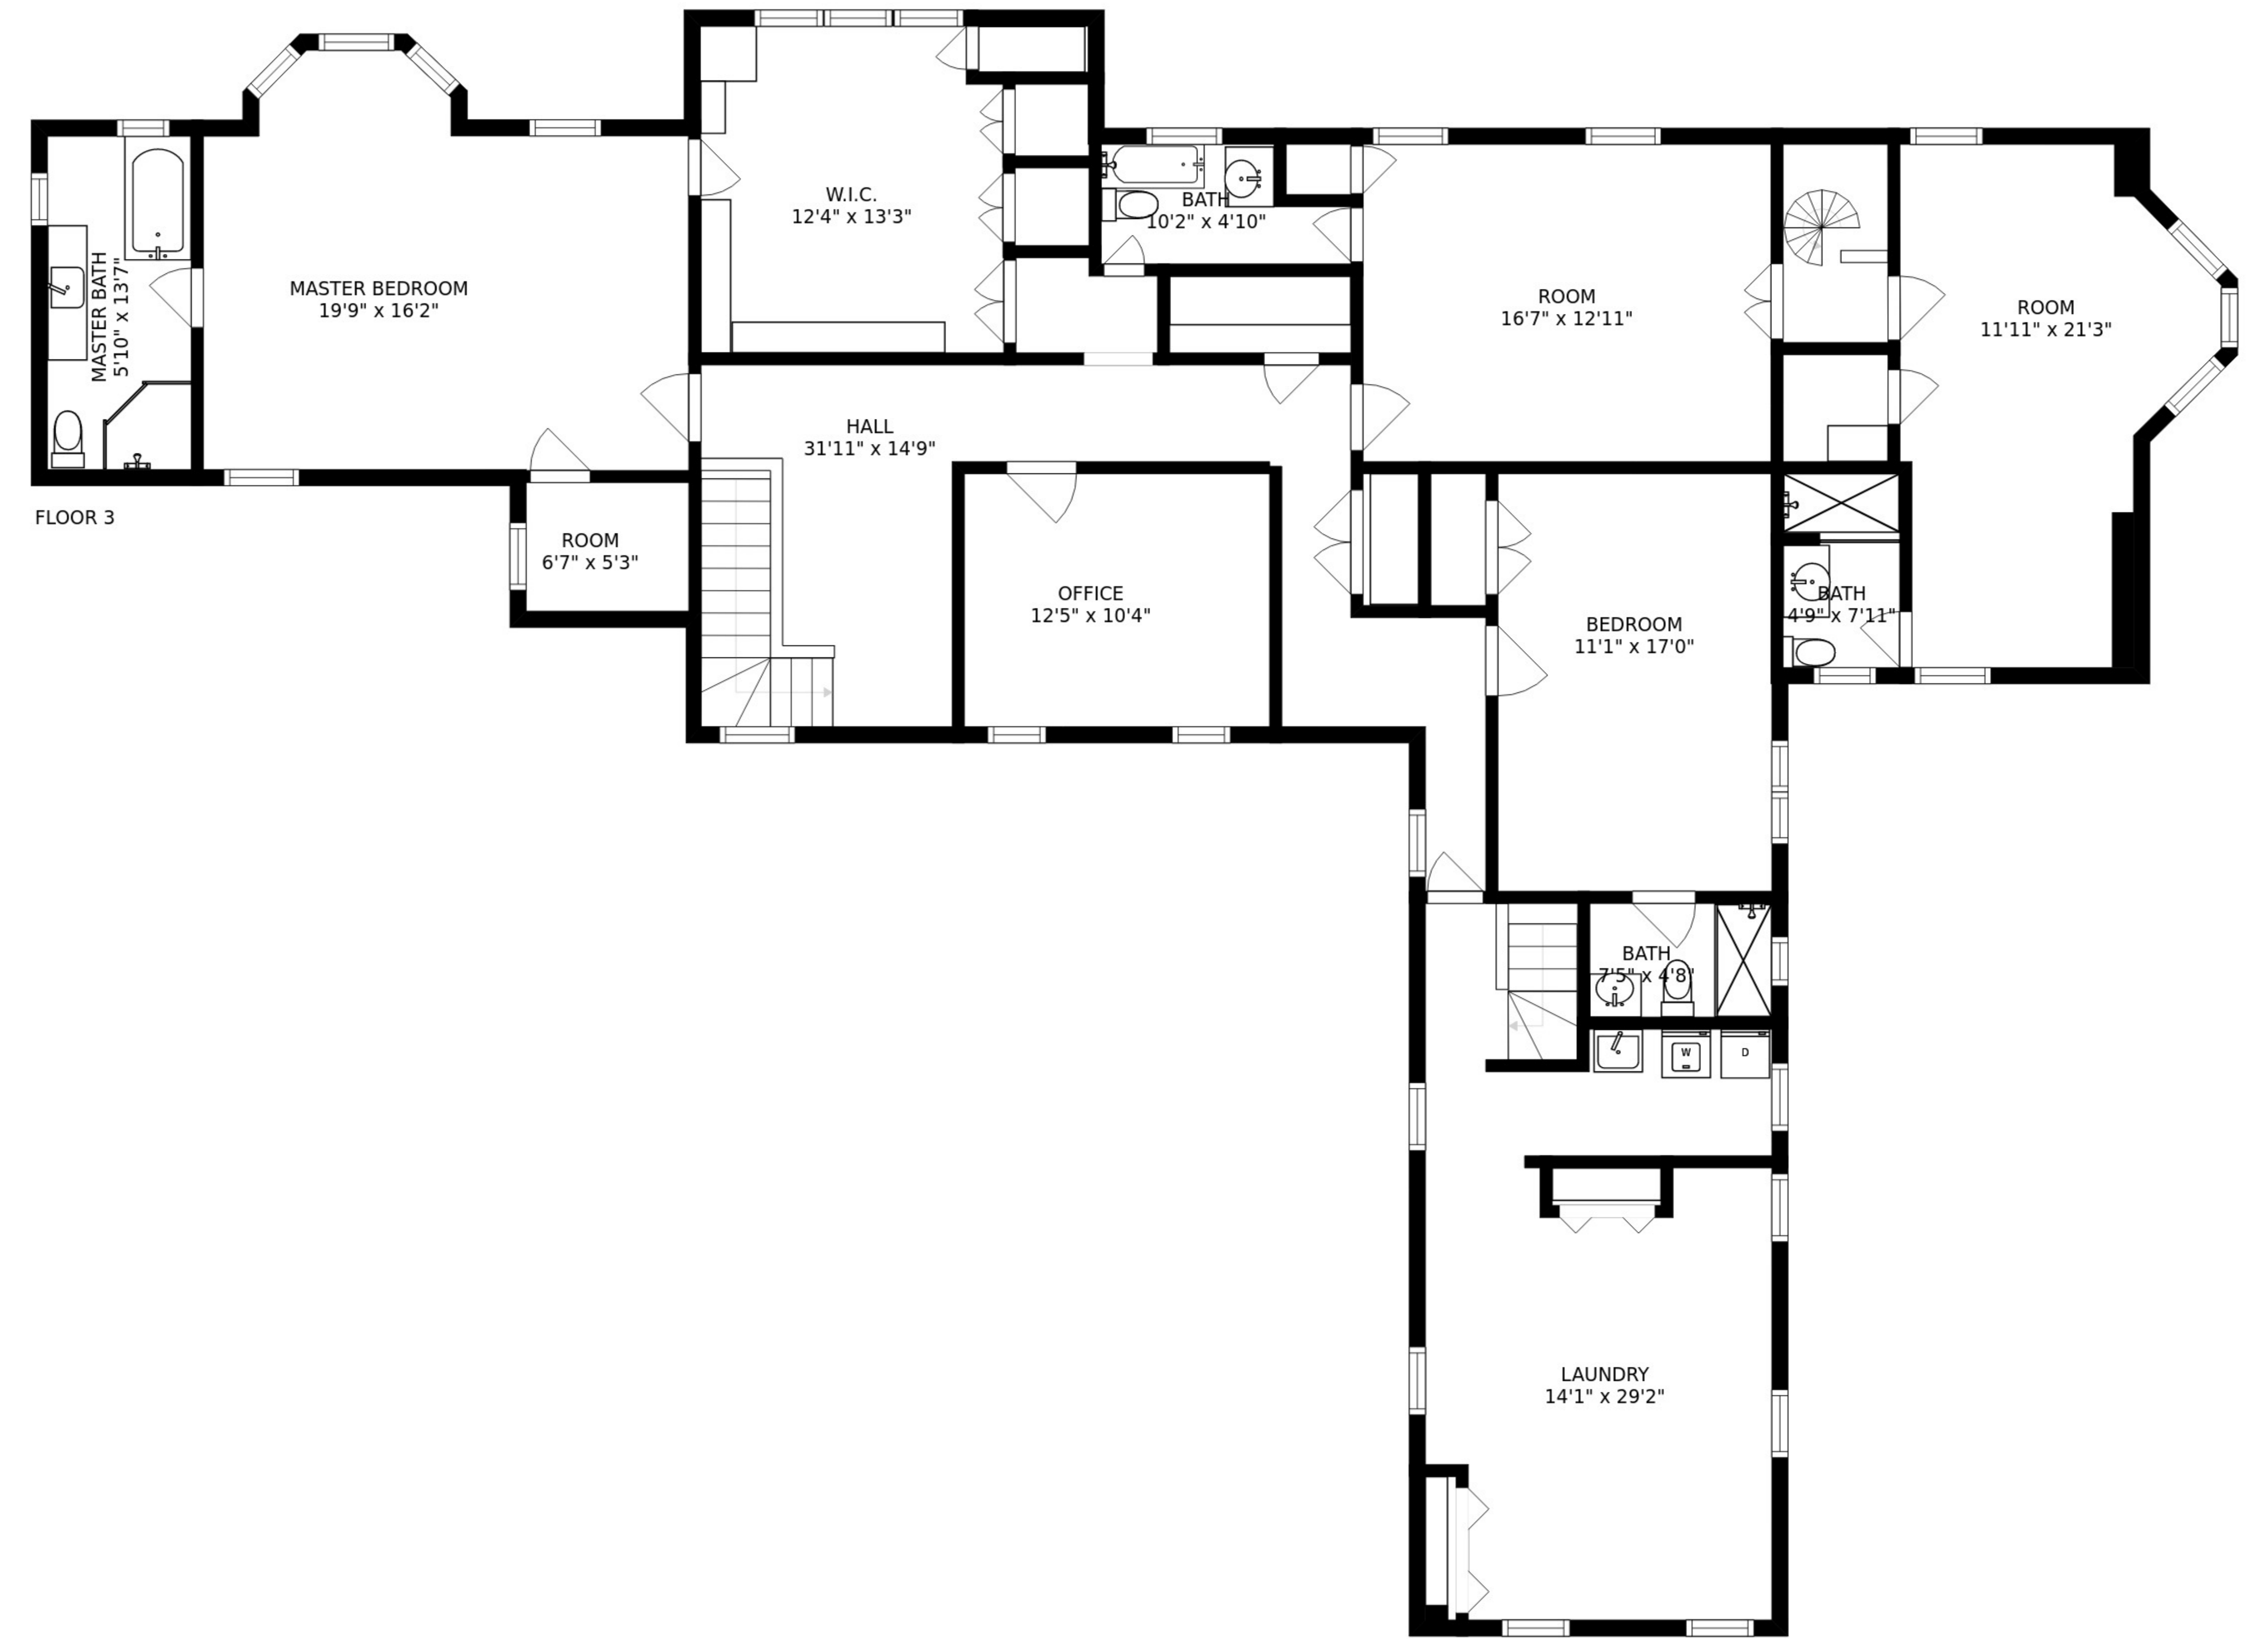 W.I.C.
12'4" x 13'3"
BATH
10'2" x 4'10"
MASTER BATH
5'10" x 13'7"
MASTER BEDROOM
19'9" x 16'2"
ROOM
16'7" x 12'11"
ROOM
11'11" x 21'3"
HALL
31'11" x 14'9"
FLOOR 3
ROOM
6'7" x 5'3"
OFFICE
12'5" x 10'4"
BEDROOM
11'1" x 17'0"
BATH
4'9" x 7'11"
BATH
7'5" x 4'8"
W
D
LAUNDRY
14'1" x 29'2"